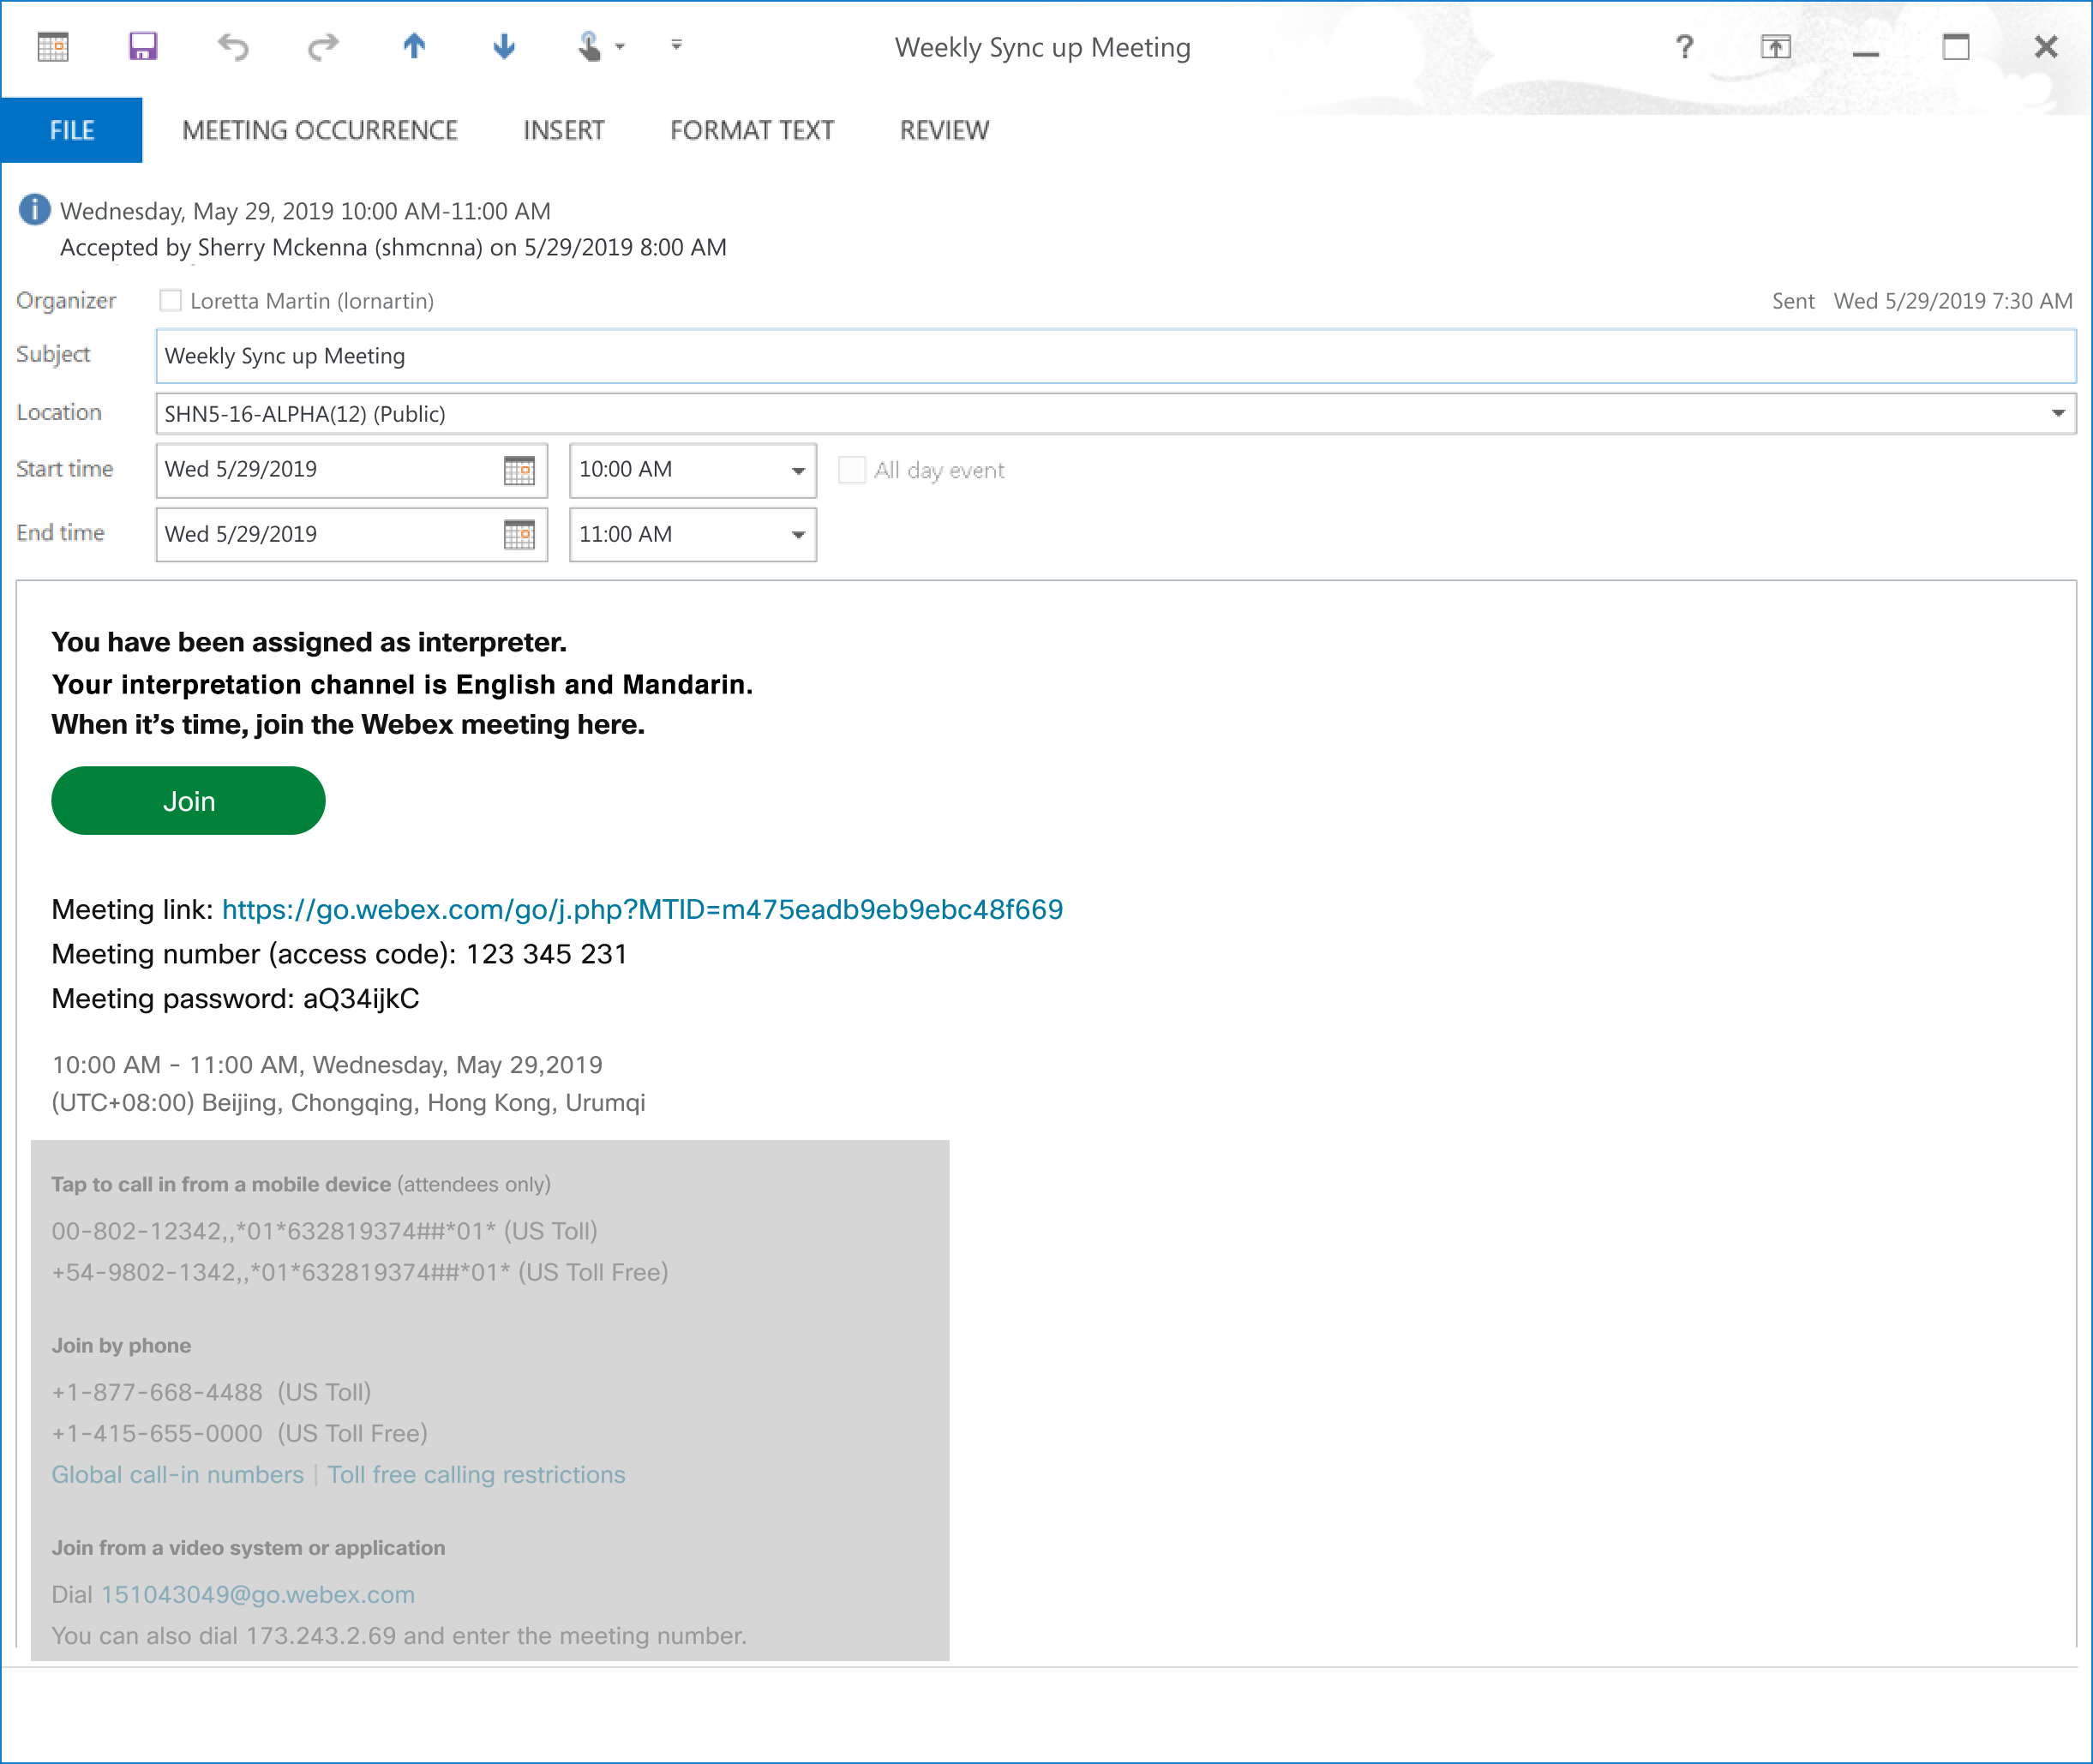 Weekly Sync up Meeting
?
FILE MEETING OCCURRENCE INSERT FORMAT TEXT REVIEW
Wednesday, May 29, 2019 10:00 AM-11:00 AM
Accepted by Sherry Mckenna (shmcnna) on 5/29/2019 8:00 AM
Organizer Loretta Martin (lornartin) Sent Wed 5/29/2019 7:30 AM
Subject Weekly Sync up Meeting
Location SHN5-16-ALPHA(12) (Public)
Start time Wed 5/29/2019 10:00 AM All day event
End time Wed 5/29/2019 11:00 AM
You have been assigned as interpreter.
Your interpretation channel is English and Mandarin.
When it’s time, join the Webex meeting here.
Join
Meeting link: https://go.webex.com/go/j.php?MTID=m475eadb9eb9ebc48f669
Meeting number (access code): 123 345 231
Meeting password: aQ34ijkC
10:00 AM - 11:00 AM, Wednesday, May 29,2019
(UTC+08:00) Beijing, Chongqing, Hong Kong, Urumqi
Tap to call in from a mobile device (attendees only)
00-802-12342,,*01*632819374##*01* (US Toll)
+54-9802-1342,,*01*632819374##*01* (US Toll Free)
Join by phone
+1-877-668-4488 (US Toll)
+1-415-655-0000 (US Toll Free)
Global call-in numbers | Toll free calling restrictions
Join from a video system or application
Dial 151043049@go.webex.com
You can also dial 173.243.2.69 and enter the meeting number.